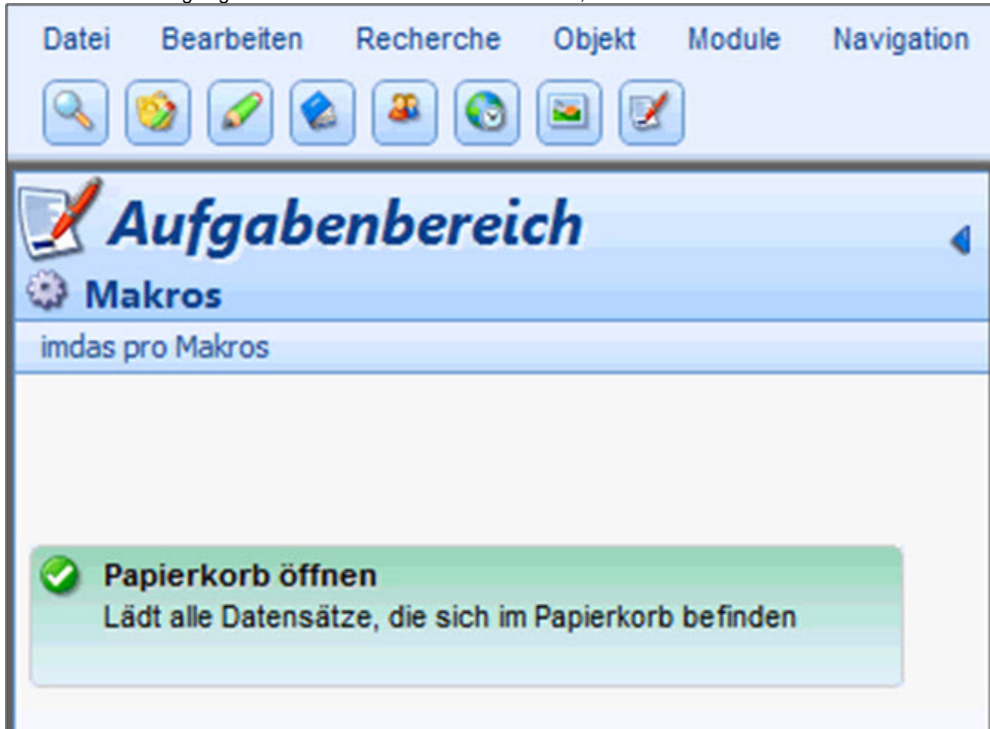 Datei Bearbeiten Recherche Objekt Module Navigation
Aufgabenbereich
Makros
imdas pro Makros
Papierkorb öffnen
Lädt alle Datensätze, die sich im Papierkorb befinden